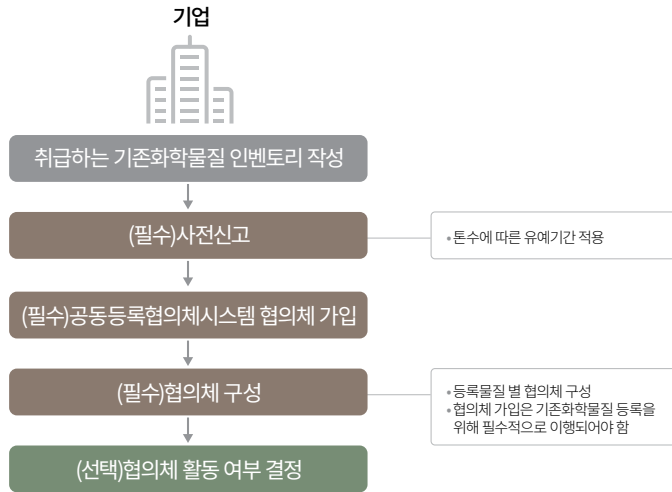 기업
취급하는 기존화학물질 인벤토리 작성
(필수)사전신고
•톤수에 따른 유예기간 적용
(필수)공동등록협의체시스템 협의체 가입
(필수)협의체 구성
•등록물질 별 협의체 구성
•협의체 가입은 기존화학물질 등록을
위해 필수적으로 이행되어야 함
(선택)협의체 활동 여부 결정